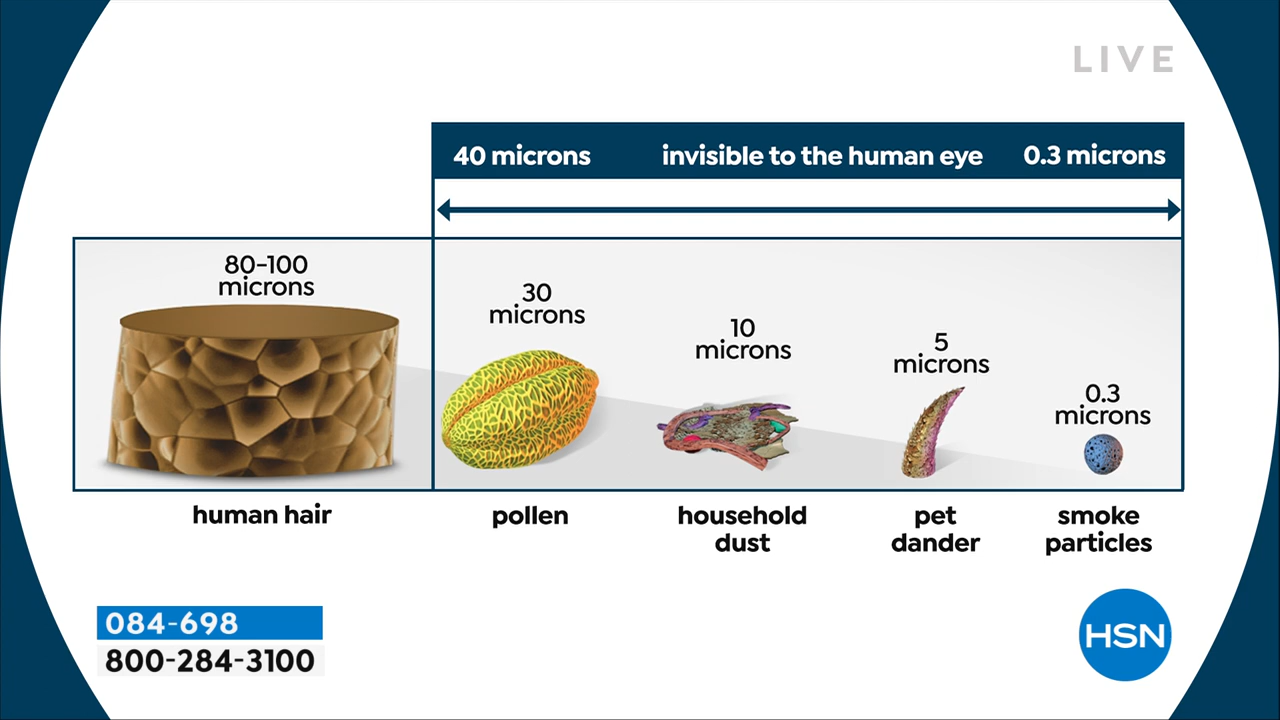 LIVE
40 microns invisible to the human eye 0.3 microns
80-100
microns
30
microns
10
microns
5
microns
0.3
microns
human hair
pollen
household
dust
pet
dander
smoke
particles
084-698
800-284-3100
HSN